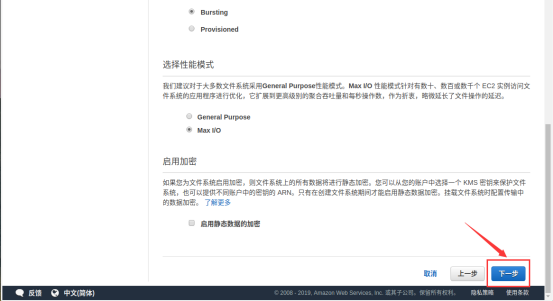 Bursting
Provisioned
选择性能模式
我们建议对于大多数文件系统采用General Purpose性能模式。Max I/O 性能模式针对有数十、数百或数千个 EC2 实例访问文
件系统的应用程序进行优化，它扩展到更高级别的聚合吞吐量和每秒操作数，作为折衷，略微延长了文件操作的延迟。
General Purpose
Max I/O
启用加密
如果您为文件系统启用加密，则文件系统上的所有数据将进行静态加密。您可以从您的账户中选择一个 KMS 密钥来保护文件
系统，也可以提供不同账户中的密钥的 ARN。只有在创建文件系统期间才能启用静态数据加密。挂载文件系统时配置传输中
的数据加密。 了解更多
启用静态数据的加密
取消 上一步 下一步
反馈 中文(简体) © 2008 - 2019, Amazon Web Services, Inc. 或其子公司。保留所有权利。 隐私策略 使用条款